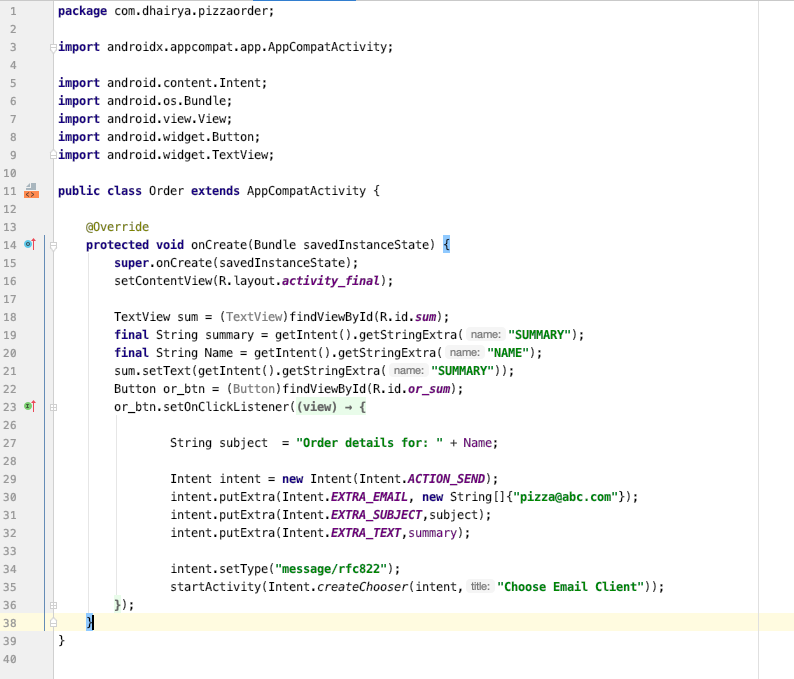 1 package com.dhairya.pizzaorder;
2
3 import androidx.appcompat.app.AppCompatActivity;
4
5 import android.content.Intent;
6 import android.os.Bundle;
7 import android.view.View;
8 import android.widget.Button;
9 import android.widget.TextView;
10
11 public class Order extends AppCompatActivity {
12
13 @Override
14 protected void onCreate(Bundle savedInstanceState) {
15 super.onCreate(savedInstanceState);
16 setContentView(R.layout.activity_final);
17
18 TextView sum = (TextView)findViewById(R.id.sum);
19 final String summary = getIntent().getStringExtra( name: "SUMMARY");
20 final String Name = getIntent().getStringExtra( name: "NAME");
21 sum.setText(getIntent().getStringExtra( name: "SUMMARY"));
22 Button or_btn = (Button)findViewById(R.id.or_sum);
23 or_btn.setOnClickListener((view) → {
26
27 String subject  = "Order details for: " + Name;
28
29 Intent intent = new Intent(Intent.ACTION_SEND);
30 intent.putExtra(Intent.EXTRA_EMAIL, new String[]{"pizza@abc.com"});
31 intent.putExtra(Intent.EXTRA_SUBJECT,subject);
32 intent.putExtra(Intent.EXTRA_TEXT,summary);
33
34 intent.setType("message/rfc822");
35 startActivity(Intent.createChooser(intent, title: "Choose Email Client"));
36 });
38 }
39 }
40